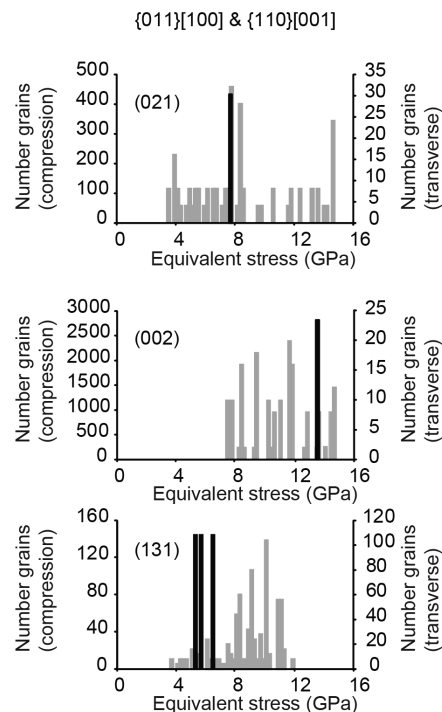 {011}[100] & {110}[001]
Number grains
(compression)
500
400
300
200
100
0
(021)
35
30
25
20
15
10
5
0
Number grains
(transverse)
0 4 8 12 16
Equivalent stress (GPa)
Number grains
(compression)
3000
2500
2000
1500
1000
500
0
(002)
25
20
15
10
5
0
Number grains
(transverse)
0 4 8 12 16
Equivalent stress (GPa)
Number grains
(compression)
160
120
80
40
0
(131)
120
100
80
60
40
20
0
Number grains
(transverse)
0 4 8 12 16
Equivalent stress (GPa)